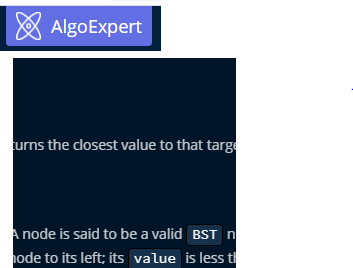 AlgoExpert
turns the closest value to that targe
A node is said to be a valid BST n
node to its left; its value is less th